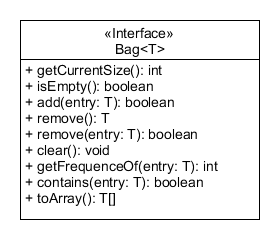 «Interface»
Bag<T>
+ getCurrentSize(): int
+ isEmpty(): boolean
+ add(entry: T): boolean
+ remove(): T
+ remove(entry: T): boolean
+ clear(): void
+ getFrequenceOf(entry: T): int
+ contains(entry: T): boolean
+ toArray(): T[]